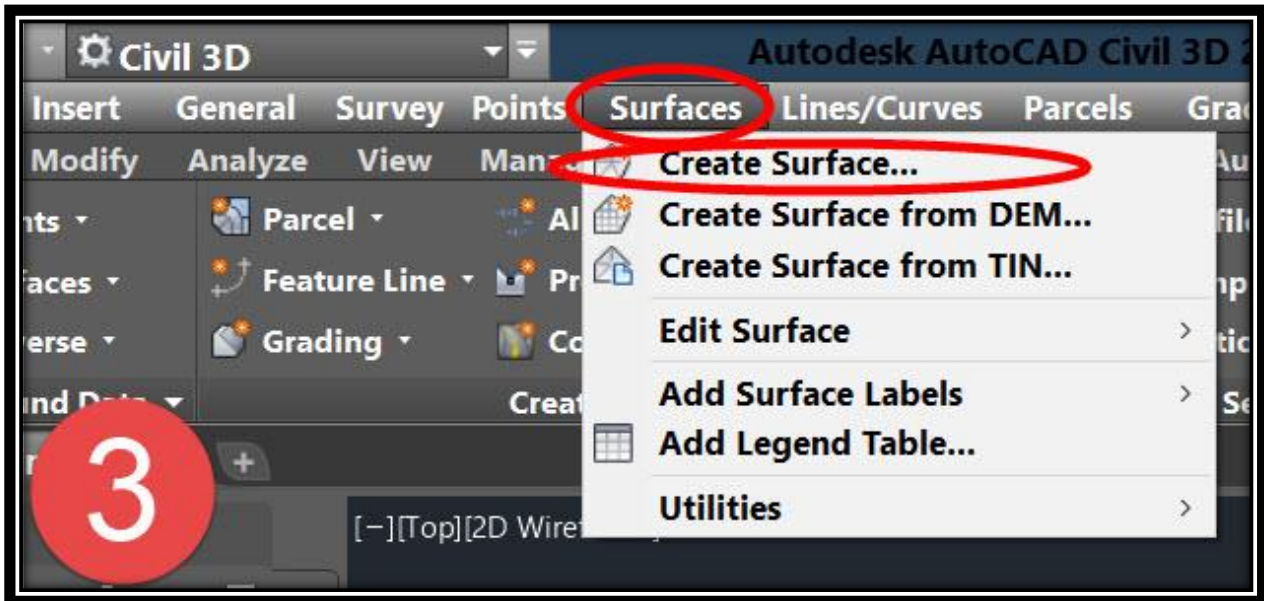 Civil 3D
Autodesk AutoCAD Civil 3D
Insert General Survey Points Surfaces Lines/Curves Parcels
Modify Analyze View
Create Surface...
Create Surface from DEM...
Create Surface from TIN...
Edit Surface
Add Surface Labels
Add Legend Table...
Utilities
Parcel
Feature Line
Grading
3
[−][Top][2D